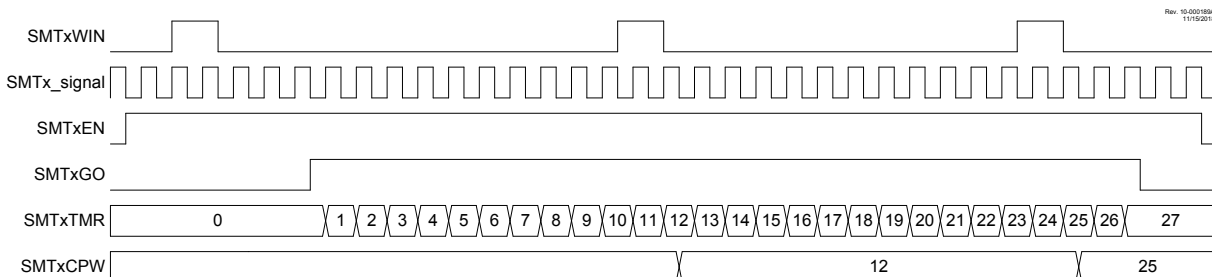 Rev. 10-000189A
11/15/201
SMTxWIN
SMTx_signal
SMTxEN
SMTxGO
SMTxTMR 0 1 2 3 4 5 6 7 8 9 10 11 12 13 14 15 16 17 18 19 20 21 22 23 24 25 26 27
SMTxCPW 12 25